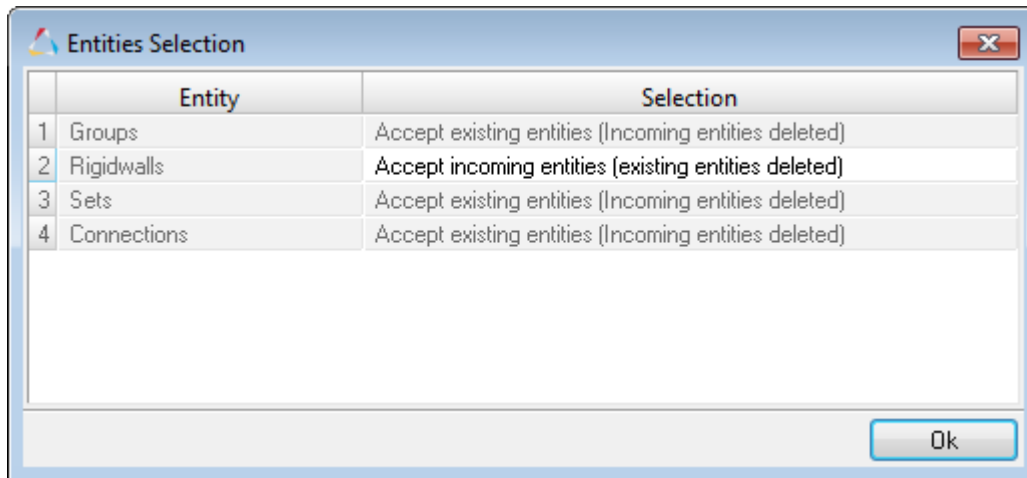 Entities Selection
Entity Selection
1 Groups Accept existing entities (Incoming entities deleted)
2 Rigidwalls Accept incoming entities (existing entities deleted)
3 Sets Accept existing entities (Incoming entities deleted)
4 Connections Accept existing entities (Incoming entities deleted)
Ok